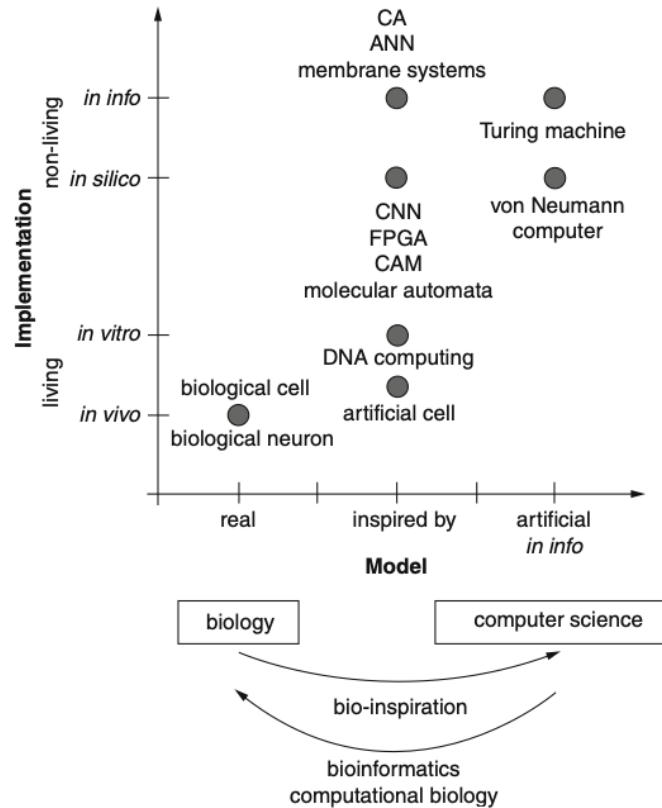 CA
ANN
membrane systems
in info
Turing machine
in silico
von Neumann
computer
CNN
FPGA
CAM
molecular automata
in vitro
DNA computing
biological cell
artificial cell
in vivo
biological neuron
Implementation
non-living
living
real
inspired by
artificial
in info
Model
biology
computer science
bio-inspiration
bioinformatics
computational biology